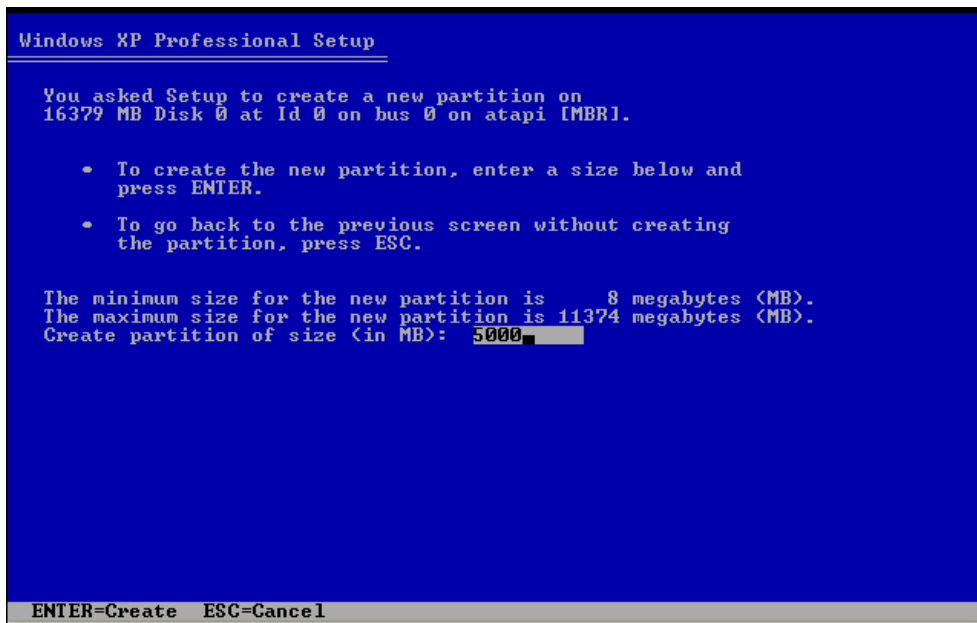 Windows XP Professional Setup
You asked Setup to create a new partition on
16379 MB Disk 0 at Id 0 on bus 0 on atapi [MBR].
• To create the new partition, enter a size below and
press ENTER.
• To go back to the previous screen without creating
the partition, press ESC.
The minimum size for the new partition is 8 megabytes (MB).
The maximum size for the new partition is 11374 megabytes (MB).
Create partition of size (in MB): 5000
ENTER=Create ESC=Cancel